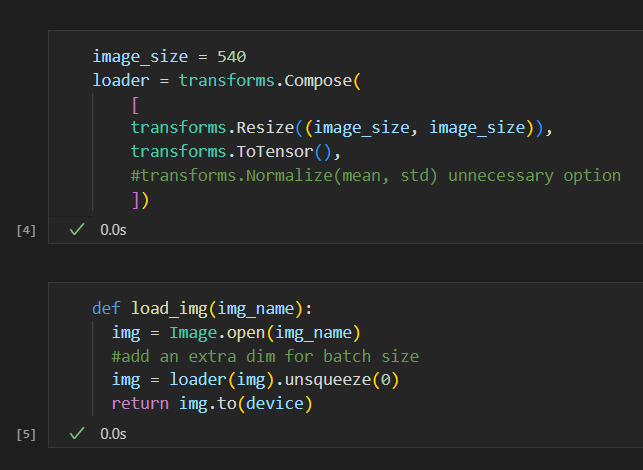 image_size = 540
loader = transforms.Compose(
[
transforms.Resize((image_size, image_size)),
transforms.ToTensor(),
#transforms.Normalize(mean, std) unnecessary option
])
[4] ✓ 0.0s
def load_img(img_name):
img = Image.open(img_name)
#add an extra dim for batch size
img = loader(img).unsqueeze(0)
return img.to(device)
[5] ✓ 0.0s